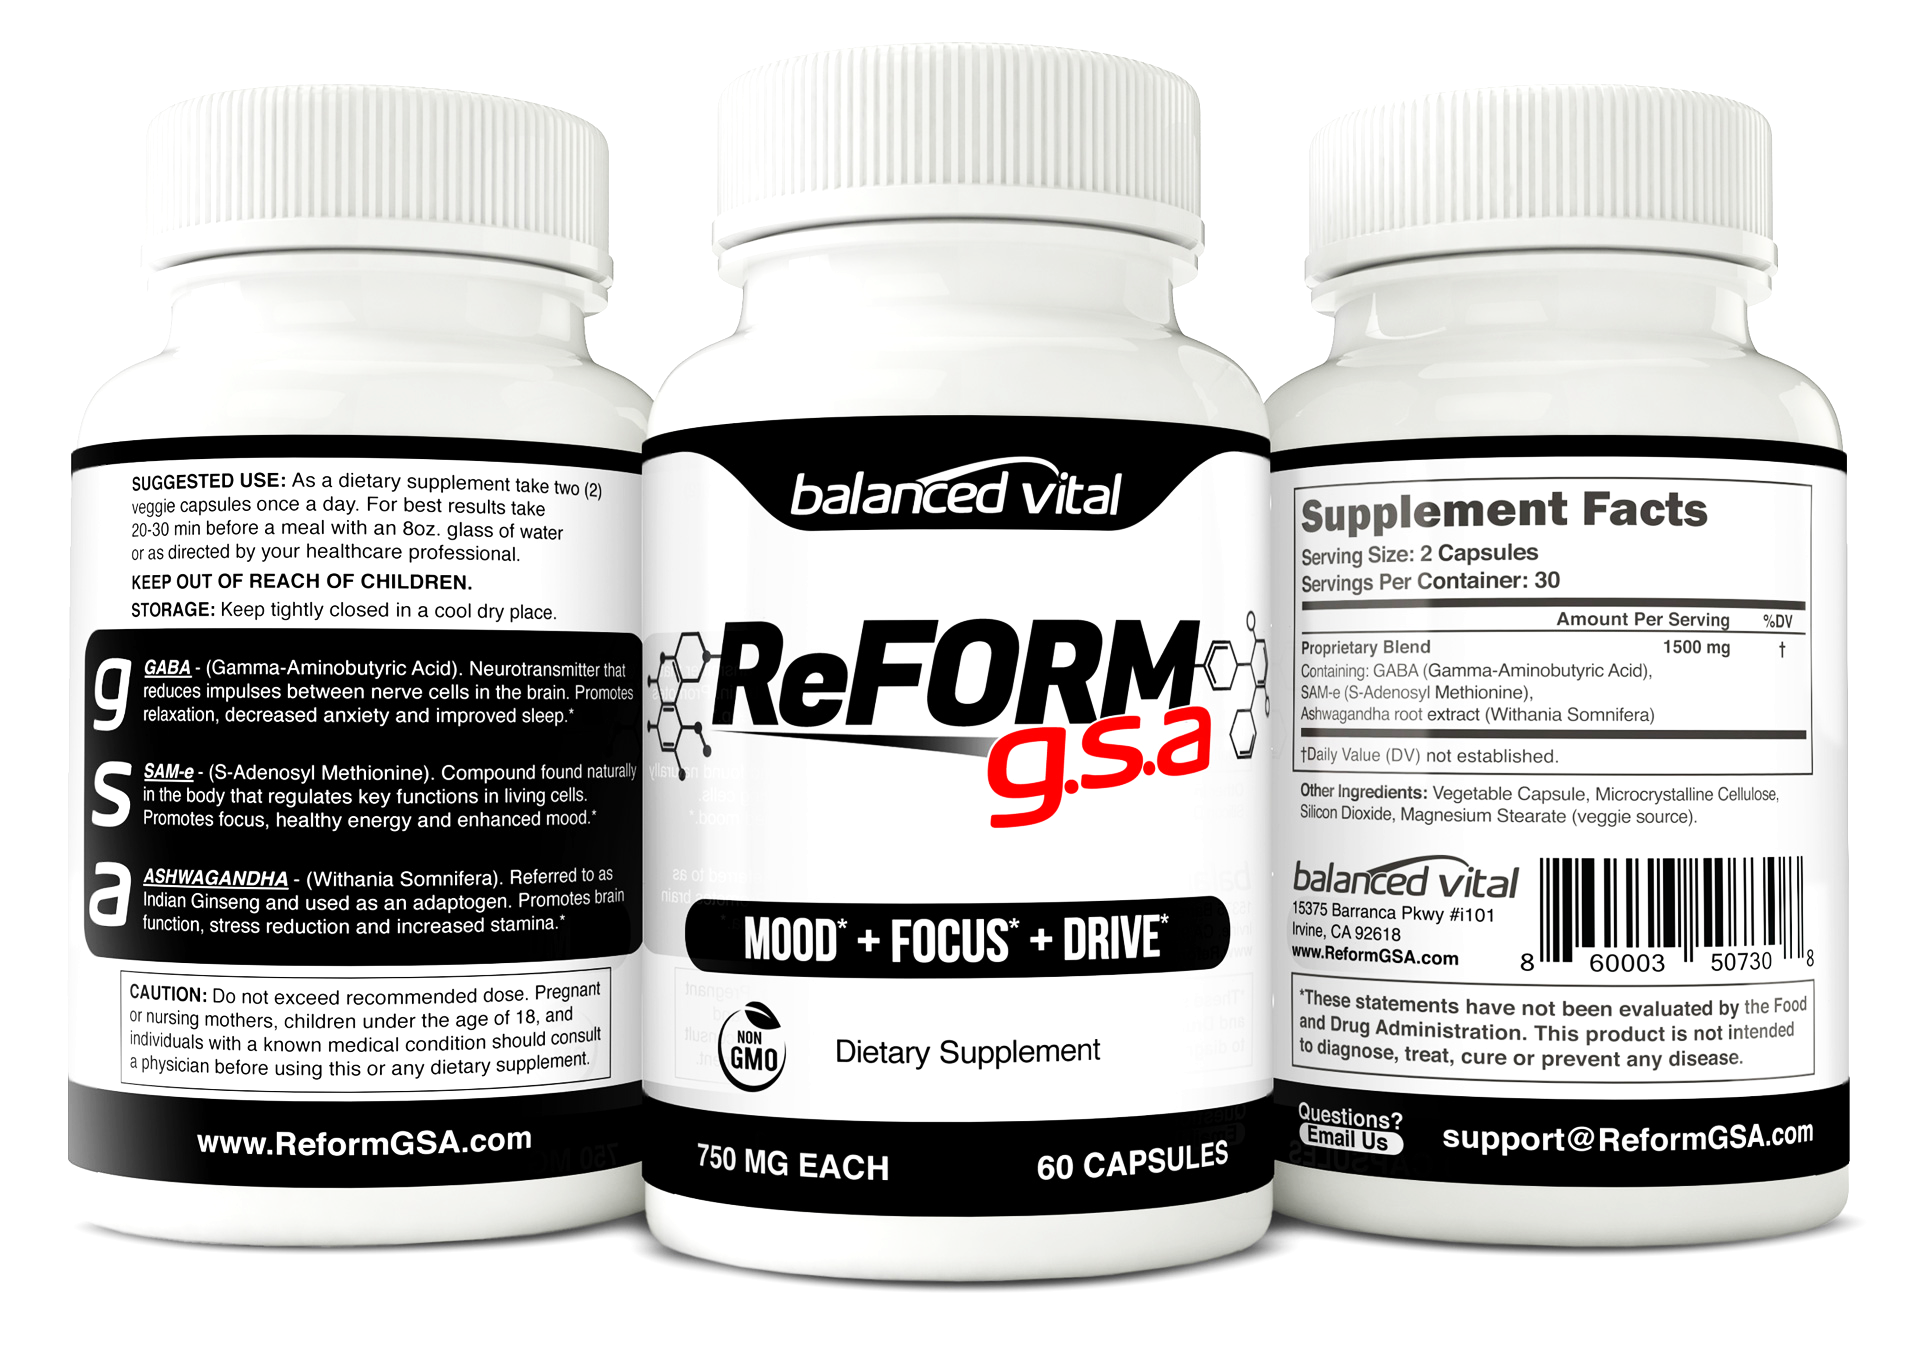 SUGGESTED USE: As a dietary supplement take two (2)
veggie capsules once a day. For best results take
20-30 min before a meal with an 8oz. glass of water
or as directed by your healthcare professional.
KEEP OUT OF REACH OF CHILDREN.
STORAGE: Keep tightly closed in a cool dry place.
g
GABA - (Gamma-Aminobutyric Acid). Neurotransmitter that
reduces impulses between nerve cells in the brain. Promotes
relaxation, decreased anxiety and improved sleep.*
s
SAM-e - (S-Adenosyl Methionine). Compound found naturally
in the body that regulates key functions in living cells.
Promotes focus, healthy energy and enhanced mood.*
a
ASHWAGANDHA - (Withania Somnifera). Referred to as
Indian Ginseng and used as an adaptogen. Promotes brain
function, stress reduction and increased stamina.*
CAUTION: Do not exceed recommended dose. Pregnant
or nursing mothers, children under the age of 18, and
individuals with a known medical condition should consult
a physician before using this or any dietary supplement.
www.ReformGSA.com
balanced vital
ReFORM
g.s.a
MOOD* + FOCUS* + DRIVE*
NON
GMO
Dietary Supplement
750 MG EACH
60 CAPSULES
Supplement Facts
Serving Size: 2 Capsules
Servings Per Container: 30
Amount Per Serving %DV
Proprietary Blend 1500 mg †
Containing: GABA (Gamma-Aminobutyric Acid),
SAM-e (S-Adenosyl Methionine),
Ashwagandha root extract (Withania Somnifera)
†Daily Value (DV) not established.
Other Ingredients: Vegetable Capsule, Microcrystalline Cellulose,
Silicon Dioxide, Magnesium Stearate (veggie source).
balanced vital
15375 Barranca Pkwy #i101
Irvine, CA 92618
www.ReformGSA.com
8 60003 50730 8
*These statements have not been evaluated by the Food
and Drug Administration. This product is not intended
to diagnose, treat, cure or prevent any disease.
Questions?
Email Us
support@ReformGSA.com